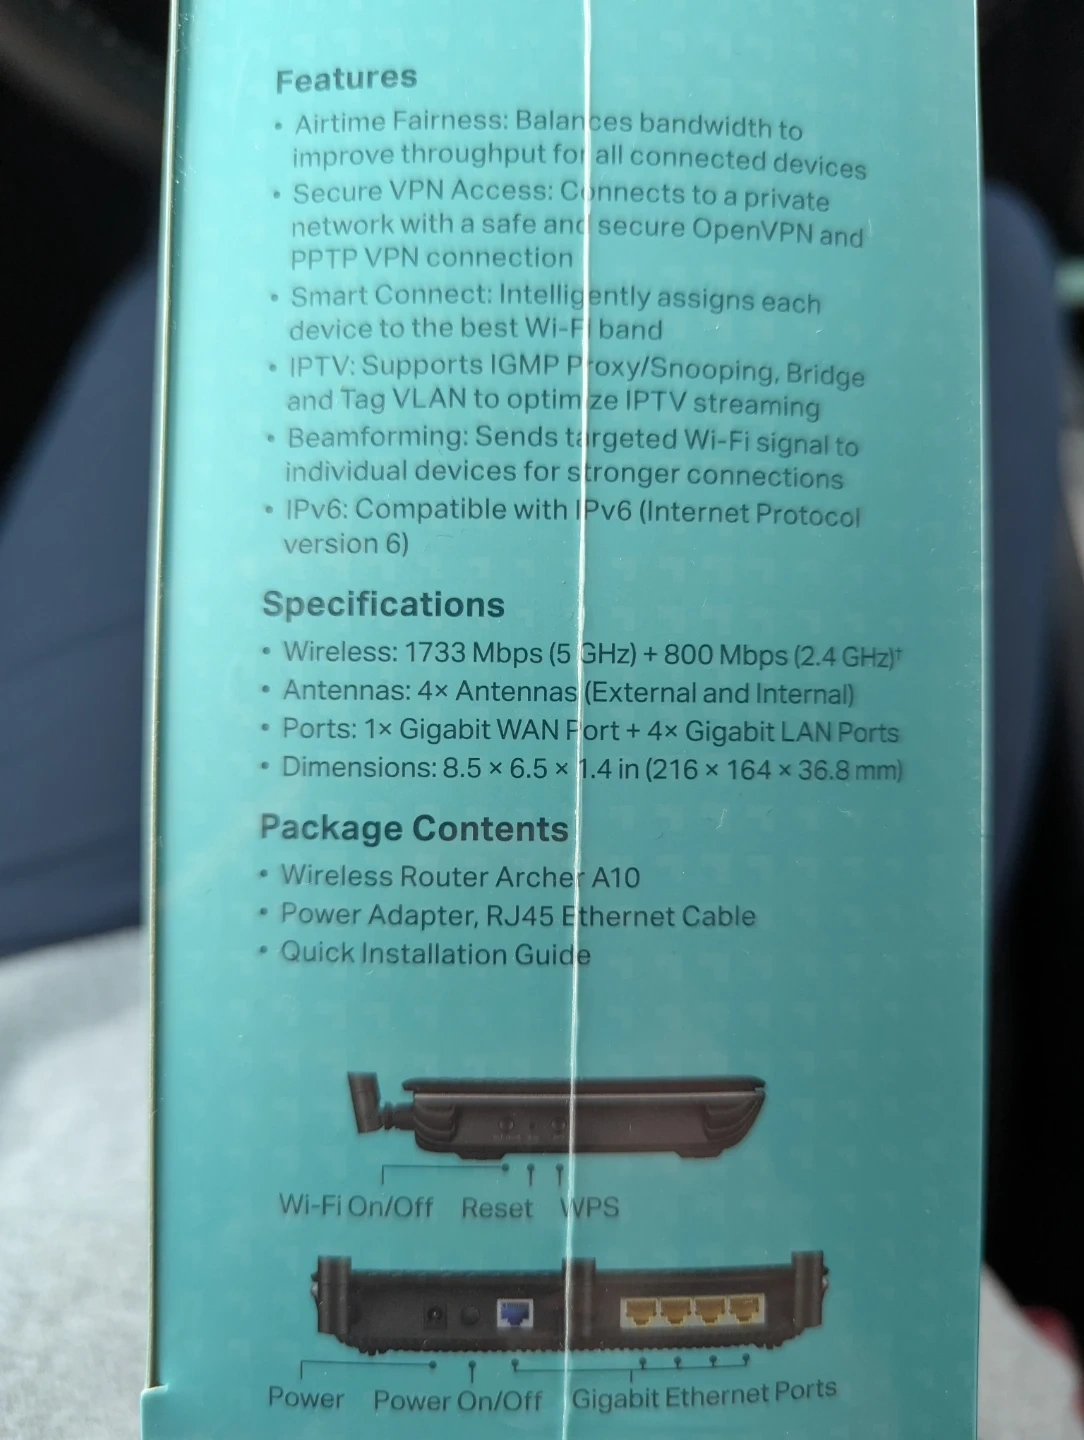 Features
• Airtime Fairness: Balances bandwidth to
improve throughput for all connected devices
• Secure VPN Access: Connects to a private
network with a safe and secure OpenVPN and
PPTP VPN connection
• Smart Connect: Intelligently assigns each
device to the best Wi-Fi band
• IPTV: Supports IGMP Proxy/Snooping, Bridge
and Tag VLAN to optimize IPTV streaming
• Beamforming: Sends targeted Wi-Fi signal to
individual devices for stronger connections
• IPv6: Compatible with IPv6 (Internet Protocol
version 6)
Specifications
• Wireless: 1733 Mbps (5 GHz) + 800 Mbps (2.4 GHz)†
• Antennas: 4× Antennas (External and Internal)
• Ports: 1× Gigabit WAN Port + 4× Gigabit LAN Ports
• Dimensions: 8.5 × 6.5 × 1.4 in (216 × 164 × 36.8 mm)
Package Contents
• Wireless Router Archer A10
• Power Adapter, RJ45 Ethernet Cable
• Quick Installation Guide
Wi-Fi On/Off Reset WPS
Power Power On/Off Gigabit Ethernet Ports